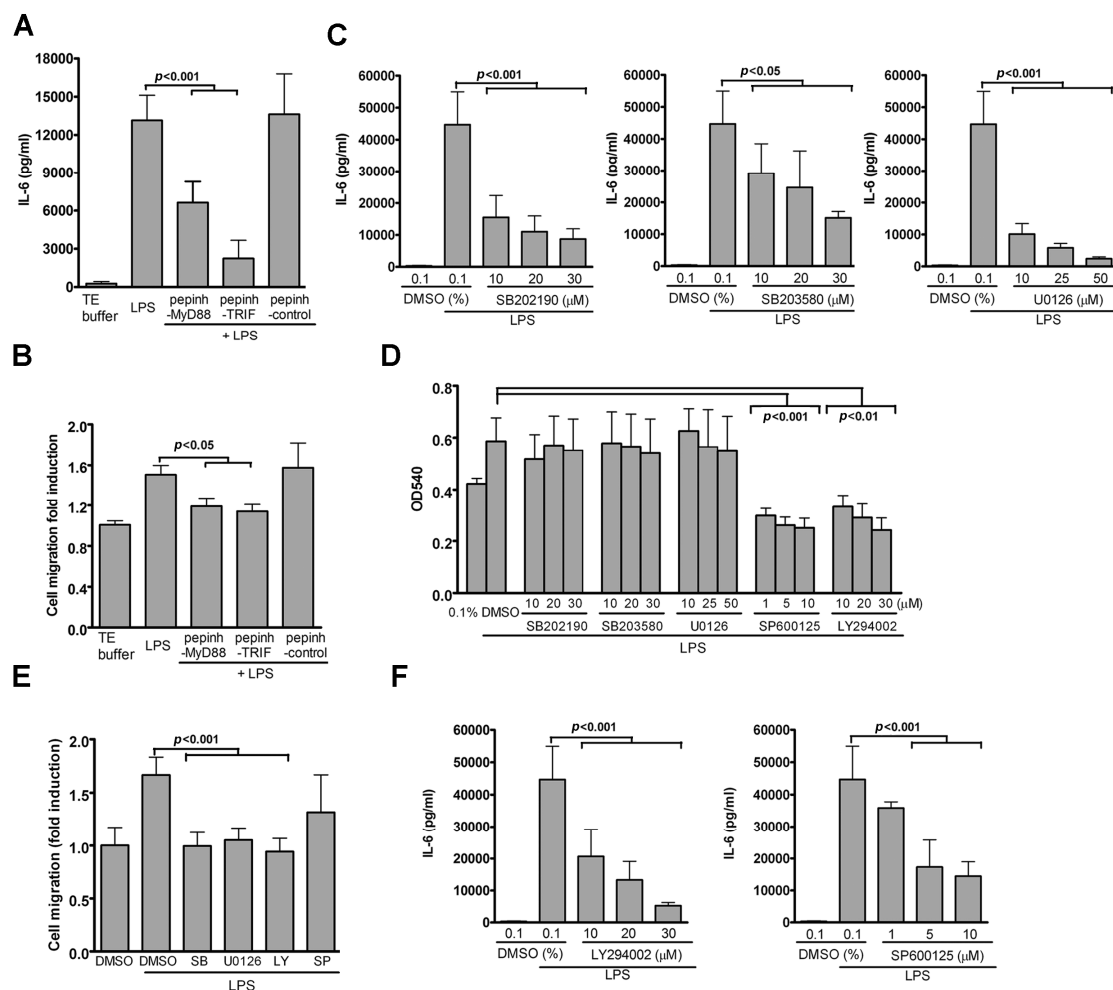 A
18000
15000
12000
9000
6000
3000
0
IL-6 (pg/ml)
p<0.001
TE buffer
LPS
pepinh -MyD88
pepinh -TRIF
pepinh -control
+ LPS
C
60000
50000
40000
30000
20000
10000
0
IL-6 (pg/ml)
p<0.001
0.1 0.1 10 20 30
DMSO (%) SB202190 (μM)
LPS
60000
50000
40000
30000
20000
10000
0
IL-6 (pg/ml)
p<0.05
0.1 0.1 10 20 30
DMSO (%) SB203580 (μM)
LPS
60000
50000
40000
30000
20000
10000
0
IL-6 (pg/ml)
p<0.001
0.1 0.1 10 25 50
DMSO (%) U0126 (μM)
LPS
B
2.0
1.6
1.2
0.8
0.4
0.0
Cell migration fold induction
p<0.05
TE buffer
LPS
pepinh -MyD88
pepinh -TRIF
pepinh -control
+ LPS
D
0.8
0.6
0.4
0.2
0.0
OD540
p<0.001 p<0.01
0.1% DMSO 10 20 30 10 20 30 10 25 50 1 5 10 10 20 30 (μM)
SB202190 SB203580 U0126 SP600125 LY294002
LPS
E
2.0
1.5
1.0
0.5
0.0
Cell migration (fold induction)
p<0.001
DMSO DMSO SB U0126 LY SP
LPS
F
60000
50000
40000
30000
20000
10000
0
IL-6 (pg/ml)
p<0.001
0.1 0.1 10 20 30
DMSO (%) LY294002 (μM)
LPS
60000
50000
40000
30000
20000
10000
0
IL-6 (pg/ml)
p<0.001
0.1 0.1 1 5 10
DMSO (%) SP600125 (μM)
LPS